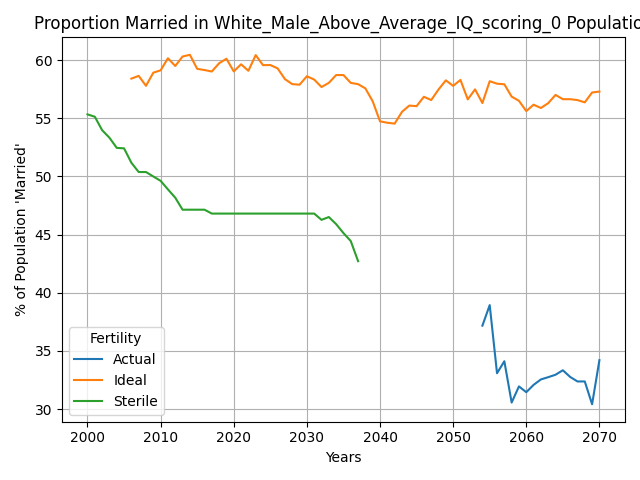 Proportion Married in White_Male_Above_Average_IQ_scoring_0 Populatio
% of Population 'Married'
60
55
50
45
40
35
30
Fertility
Actual
Ideal
Sterile
2000 2010 2020 2030 2040 2050 2060 2070
Years